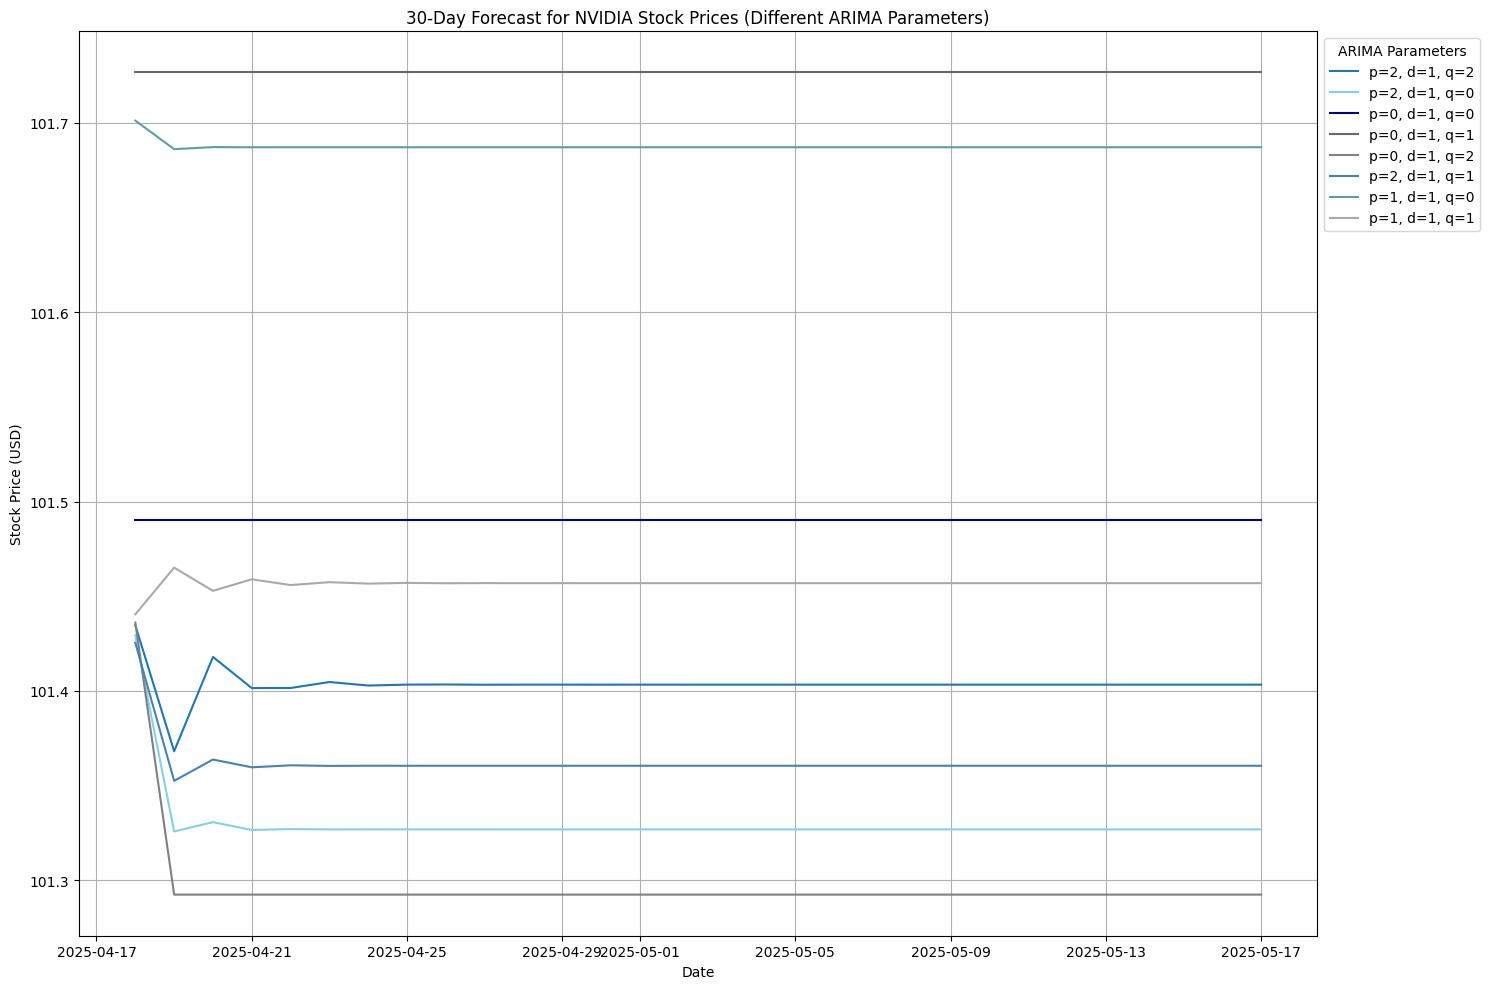 30-Day Forecast for NVIDIA Stock Prices (Different ARIMA Parameters)
ARIMA Parameters
p=2, d=1, q=2
p=2, d=1, q=0
p=0, d=1, q=0
p=0, d=1, q=1
p=0, d=1, q=2
p=2, d=1, q=1
p=1, d=1, q=0
p=1, d=1, q=1
Stock Price (USD)
101.7
101.6
101.5
101.4
101.3
2025-04-17 2025-04-21 2025-04-25 2025-04-29 2025-05-01 2025-05-05 2025-05-09 2025-05-13 2025-05-17
Date